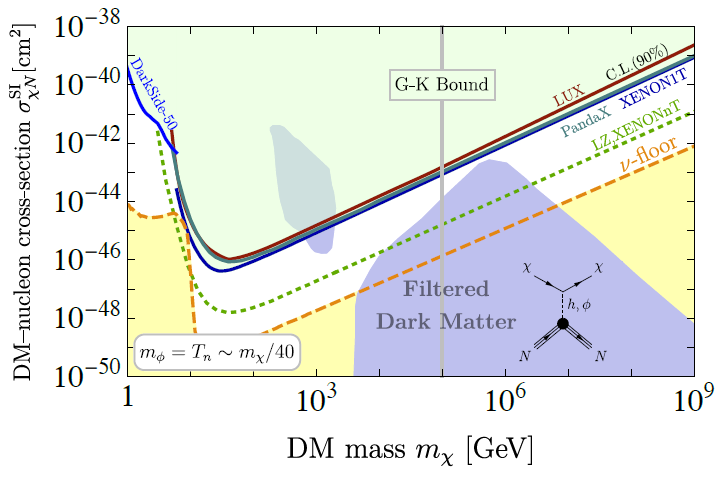 10^-38
10^-40
10^-42
10^-44
10^-46
10^-48
10^-50
DM–nucleon cross-section σ^SI_χN[cm²]
DarkSide-50
G-K Bound
LUX
C.L.(90%)
PandaX
XENON1T
LZ,XENONnT
ν-floor
Filtered
Dark Matter
χ
χ
h, ϕ
N
N
m_ϕ = T_n ∼ m_χ/40
1
10^3
10^6
10^9
DM mass m_χ [GeV]